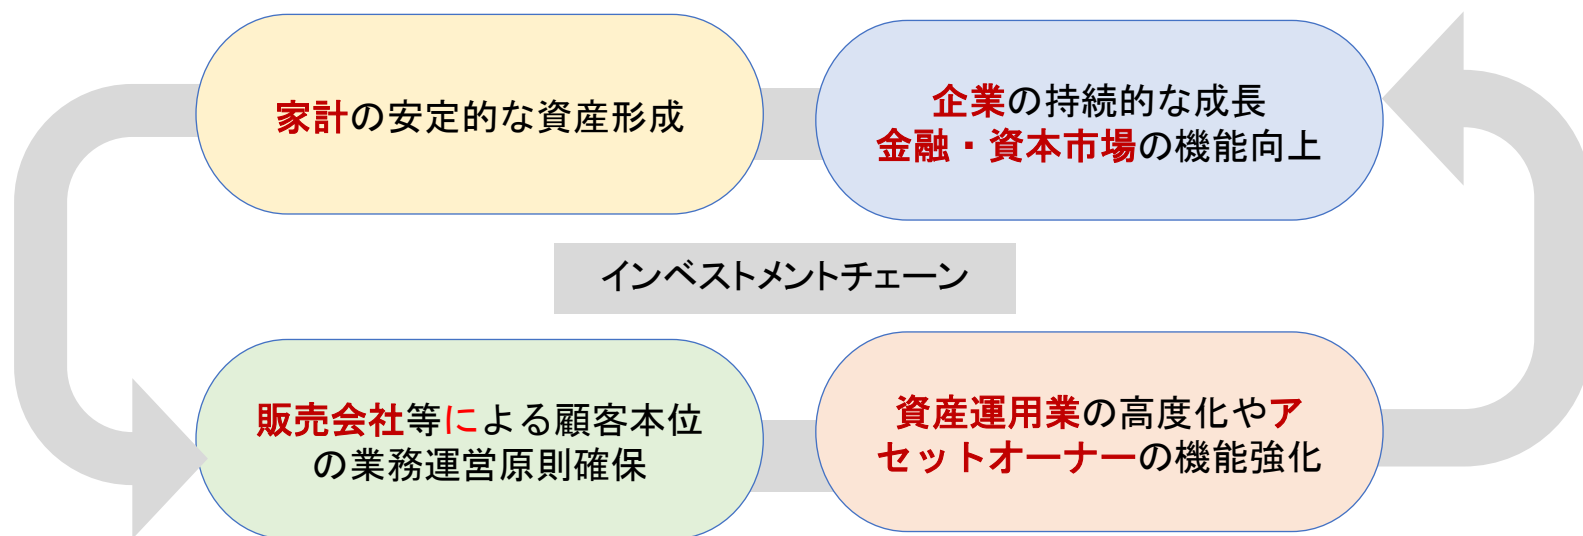 家計の安定的な資産形成
企業の持続的な成長
金融・資本市場の機能向上
インベストメントチェーン
販売会社等による顧客本位
の業務運営原則確保
資産運用業の高度化やア
セットオーナーの機能強化